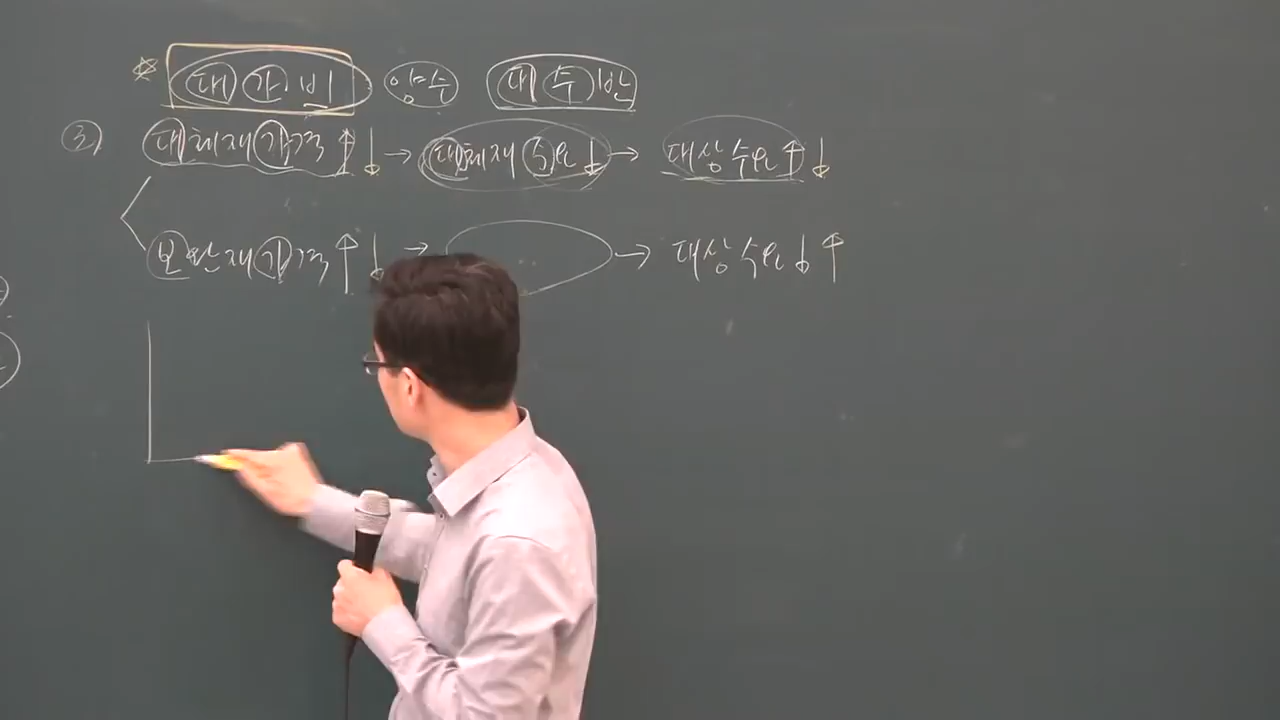 ☆ 대 가 비 양수 대 수 반
3) 대체재 가격 ↑ ↓ → 대체재 수요 ↓ → 대상 수요 ↑ ↓
보완재 가격 ↑ ↓ → → 대상 수요 ↓ ↑